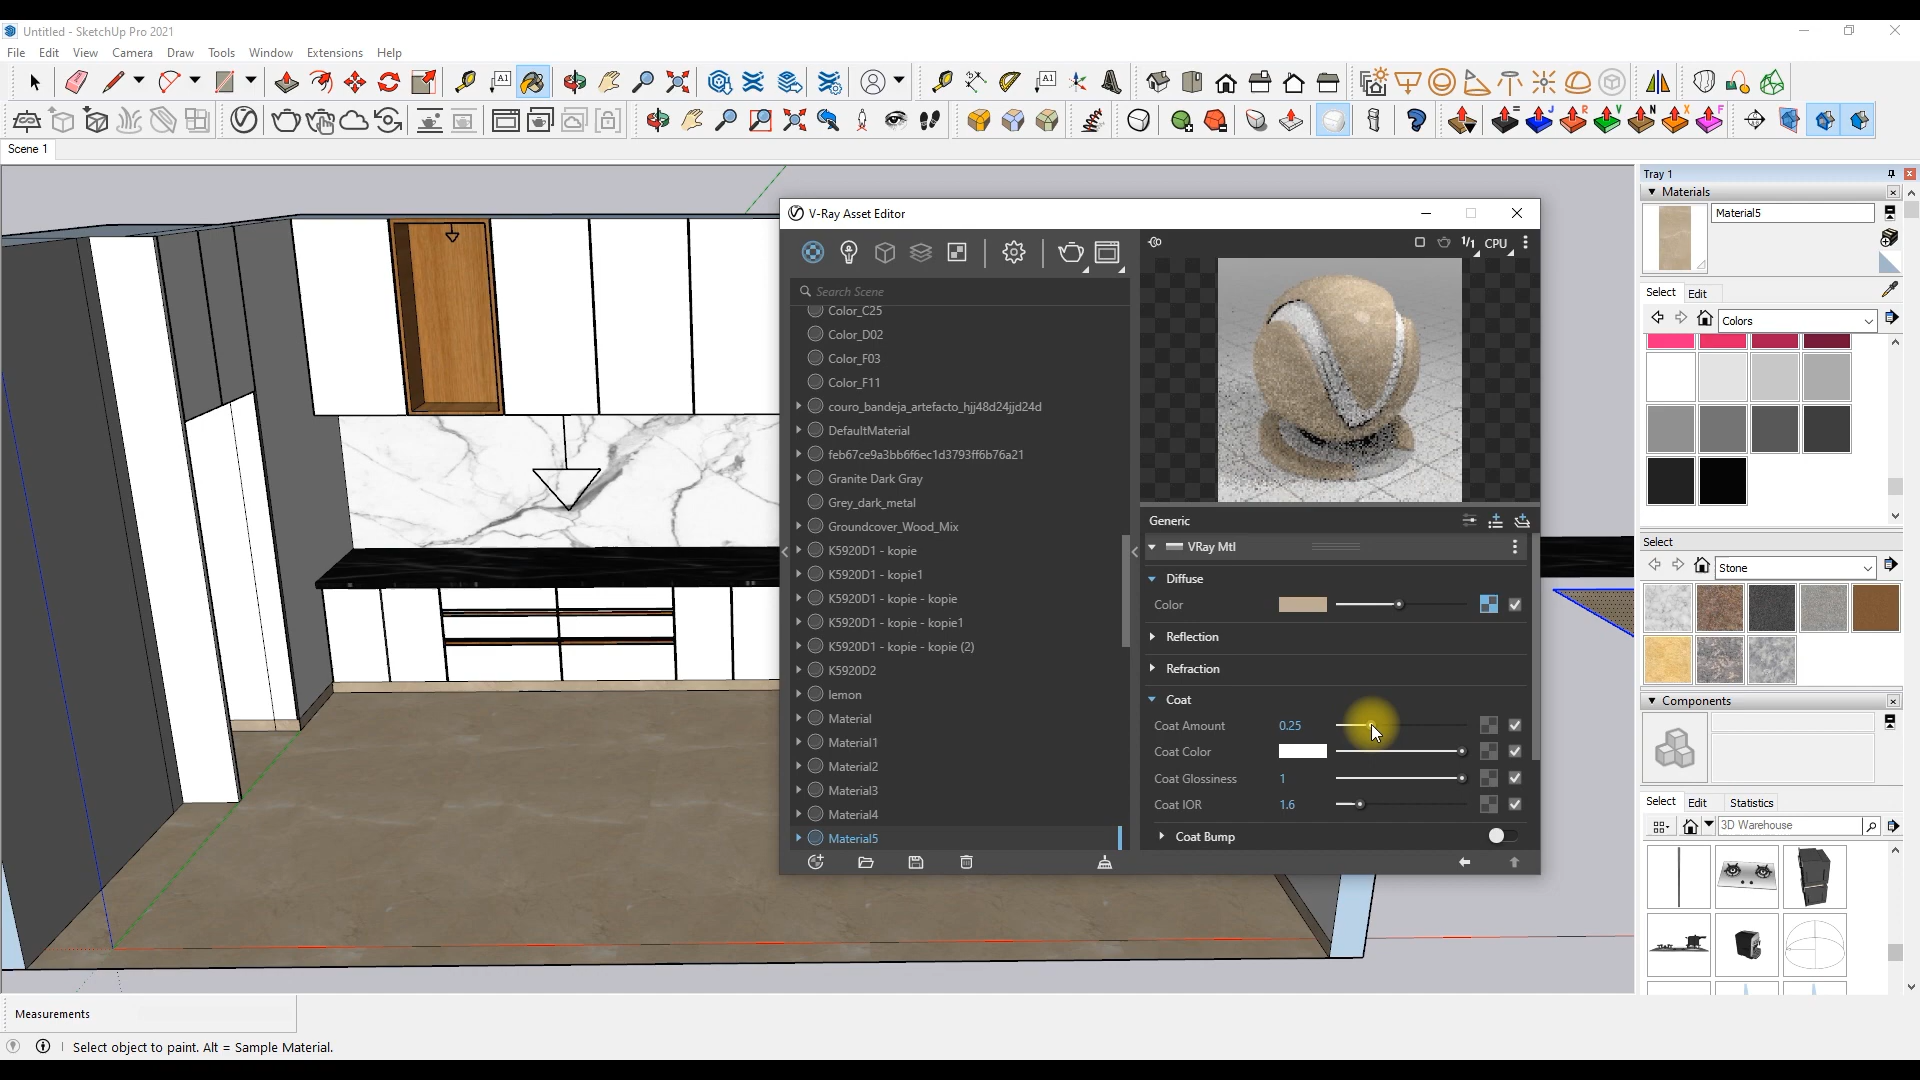 Untitled - SketchUp Pro 2021
File Edit View Camera Draw Tools Window Extensions Help
Scene 1
Tray 1
Materials
Material5
Select Edit
Colors
Select
Stone
Components
Select Edit Statistics
3D Warehouse
V-Ray Asset Editor
1/1 CPU
Search Scene
Color_C25
Color_D02
Color_F03
Color_F11
couro_bandeja_artefacto_hjj48d24jjd24d
DefaultMaterial
feb67ce9a3bb6f6ec1d3793ff6b76a21
Granite Dark Gray
Grey_dark_metal
Groundcover_Wood_Mix
K5920D1 - kopie
K5920D1 - kopie1
K5920D1 - kopie - kopie
K5920D1 - kopie - kopie1
K5920D1 - kopie - kopie (2)
K5920D2
lemon
Material
Material1
Material2
Material3
Material4
Material5
Generic
VRay Mtl
Diffuse
Color
Reflection
Refraction
Coat
Coat Amount 0.25
Coat Color
Coat Glossiness 1
Coat IOR 1.6
Coat Bump
Measurements
Select object to paint. Alt = Sample Material.